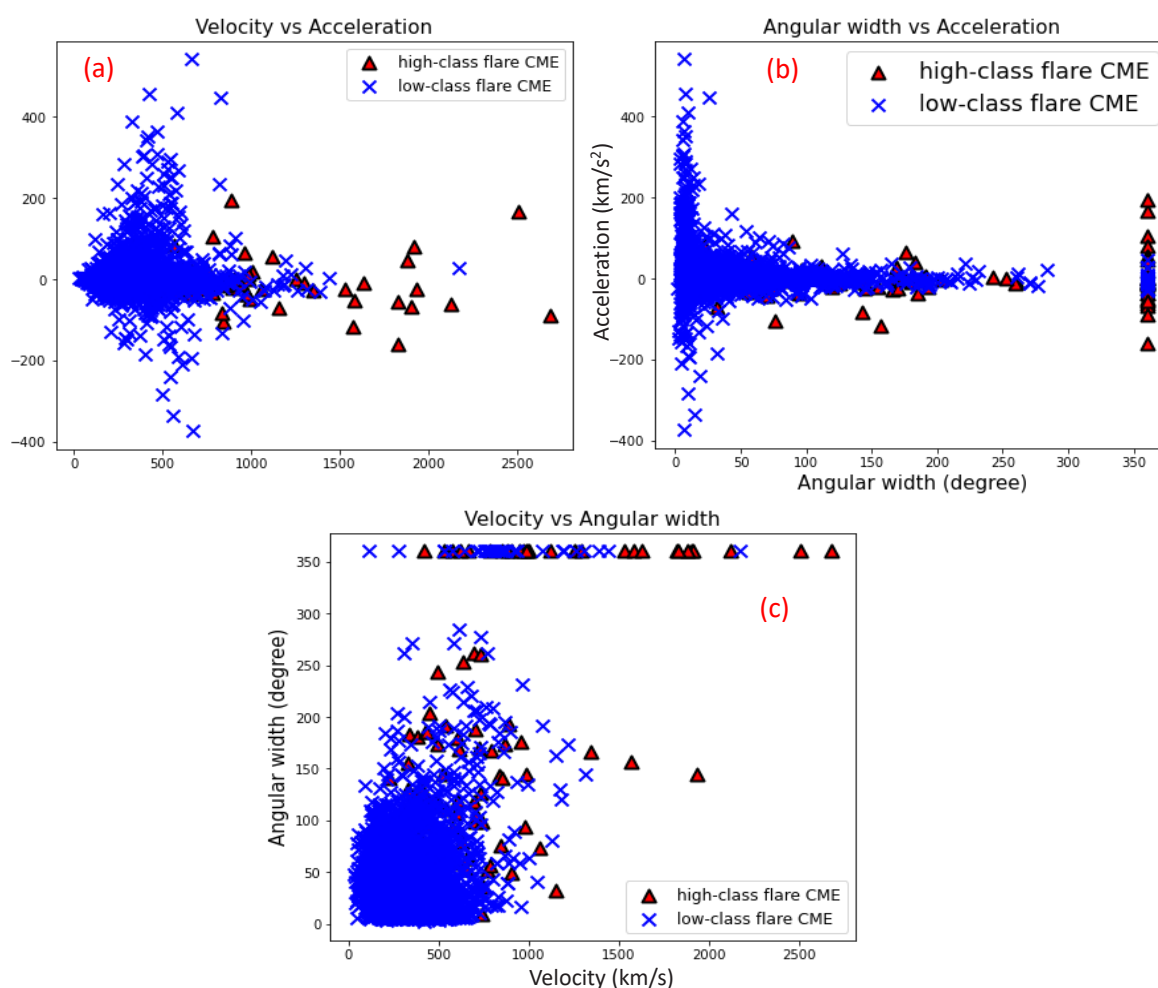 Velocity vs Acceleration
(a)
high-class flare CME
low-class flare CME
400
200
0
−200
−400
0 500 1000 1500 2000 2500
Angular width vs Acceleration
(b)
high-class flare CME
low-class flare CME
Acceleration (km/s²)
400
200
0
−200
−400
0 50 100 150 200 250 300 350
Angular width (degree)
Velocity vs Angular width
(c)
Angular width (degree)
350
300
250
200
150
100
50
0
high-class flare CME
low-class flare CME
0 500 1000 1500 2000 2500
Velocity (km/s)